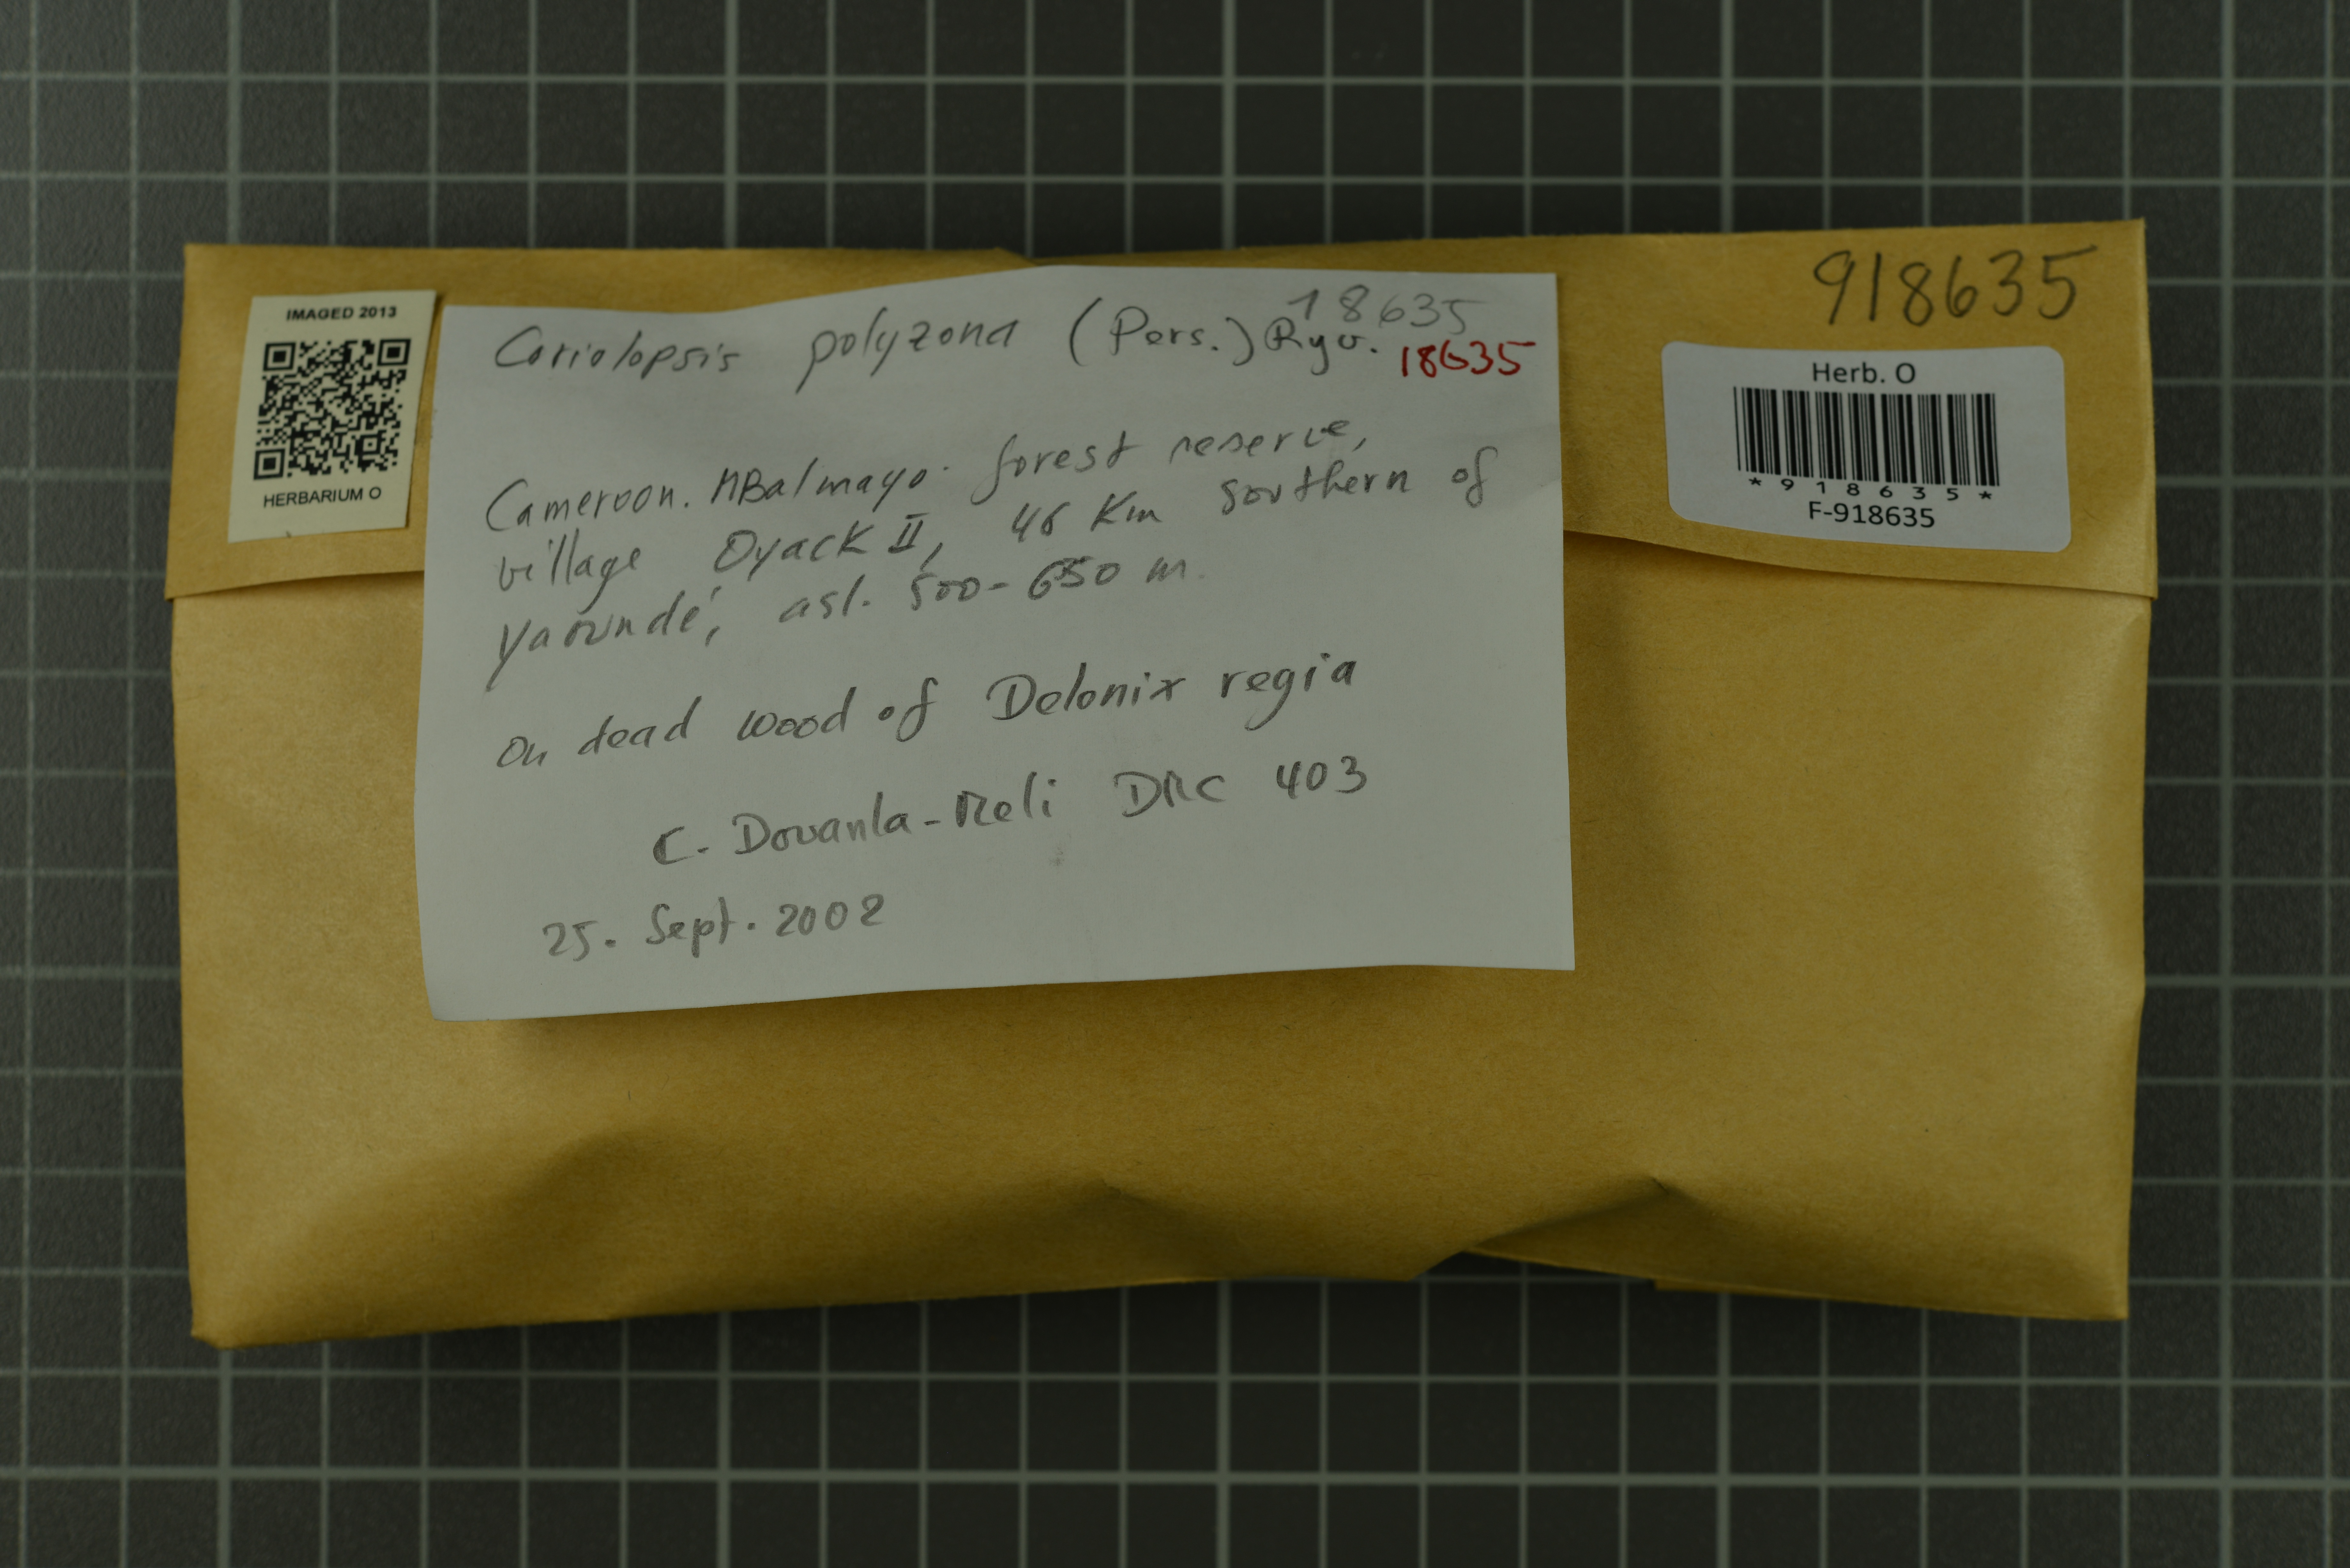 918635
IMAGED 2013
HERBARIUM O
18635
Coriolopsis polyzona (Pers.) Ryv. 18635
Cameroon. MBalmayo. forest reserve,
village Oyack II, 46 Km southern of
Yaoundé, asl. 500-650 m.
On dead wood of Delonix regia
C. Douanla-Meli DMC 403
25. Sept. 2002
Herb. O
*918635*
F-918635